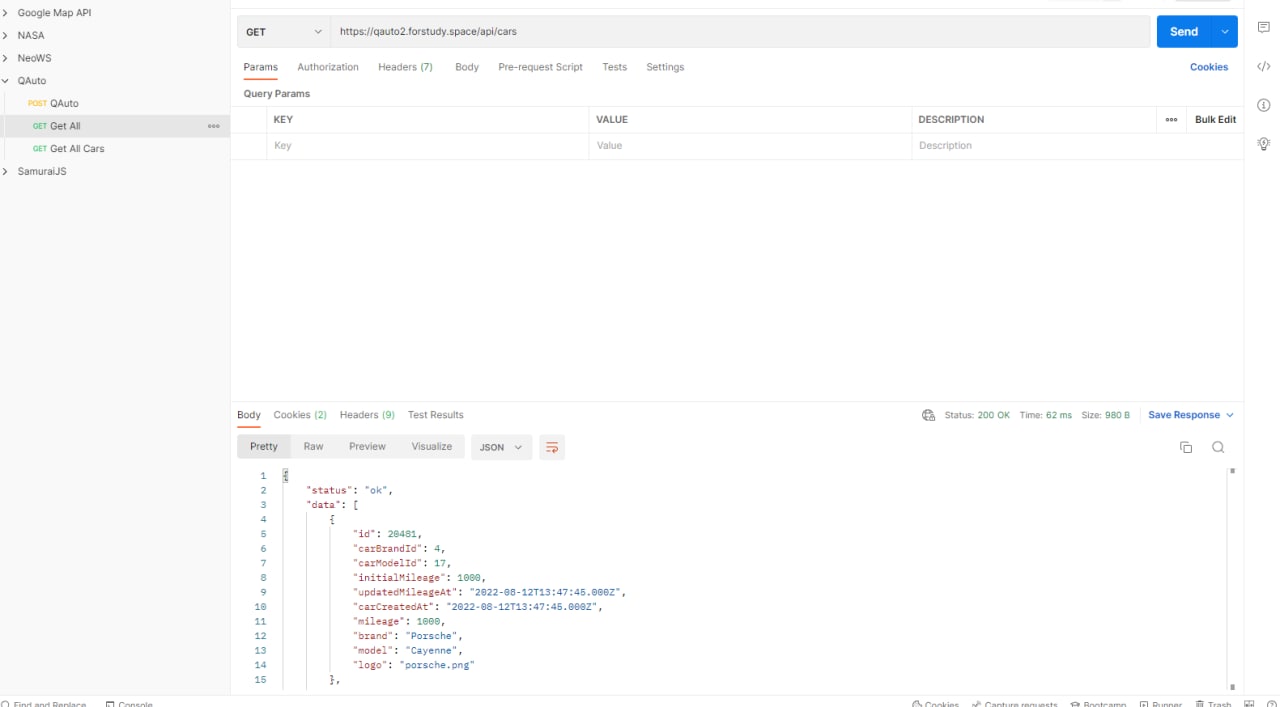 Google Map API
NASA
NeoWS
QAuto
POST QAuto
GET Get All
GET Get All Cars
SamuraiJS
GET
https://qauto2.forstudy.space/api/cars
Send
Params Authorization Headers (7) Body Pre-request Script Tests Settings Cookies
Query Params
KEY VALUE DESCRIPTION Bulk Edit
Key Value Description
Body Cookies (2) Headers (9) Test Results Status: 200 OK Time: 62 ms Size: 980 B Save Response
Pretty Raw Preview Visualize JSON
1 {
2 "status": "ok",
3 "data": [
4 {
5 "id": 20481,
6 "carBrandId": 4,
7 "carModelId": 17,
8 "initialMileage": 1000,
9 "updatedMileageAt": "2022-08-12T13:47:45.000Z",
10 "carCreatedAt": "2022-08-12T13:47:45.000Z",
11 "mileage": 1000,
12 "brand": "Porsche",
13 "model": "Cayenne",
14 "logo": "porsche.png"
15 },
Find and Replace Console Cookies Capture requests Bootcamp Runner Trash